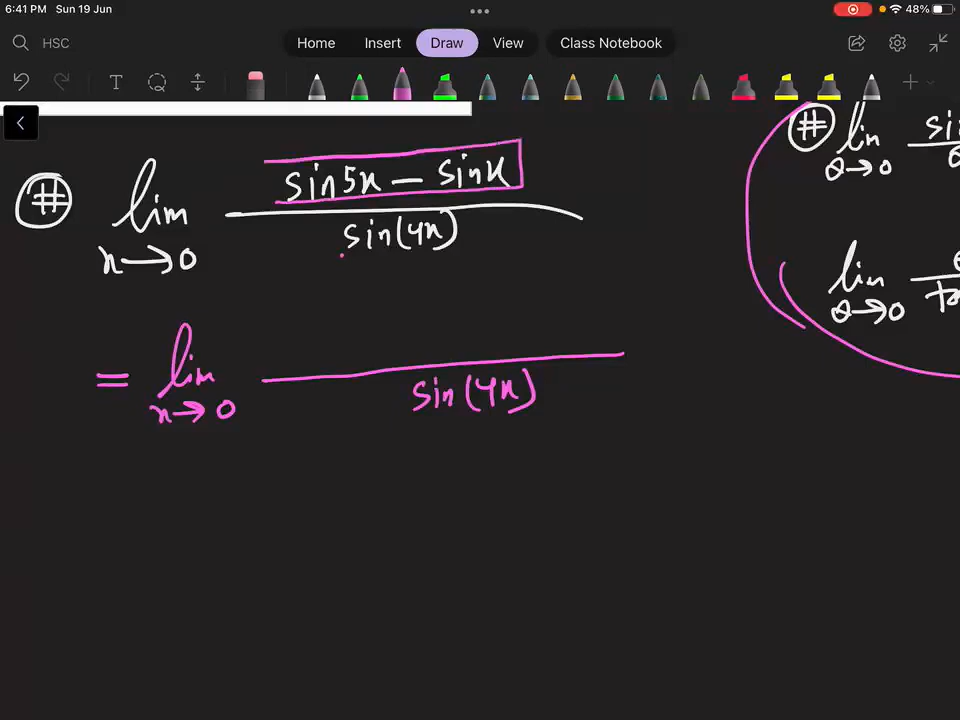 6:41 PM Sun 19 Jun
48%
HSC
Home Insert Draw View Class Notebook
# lim x→0 sin5x − sinx / sin(4x)
= lim x→0 / sin(4x)
# lim θ→0
lim θ→0